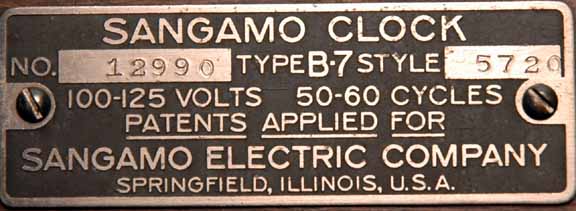 SANGAMO CLOCK
NO. 12990 TYPE B-7 STYLE 5720
100-125 VOLTS 50-60 CYCLES
PATENTS APPLIED FOR
SANGAMO ELECTRIC COMPANY
SPRINGFIELD, ILLINOIS, U.S.A.